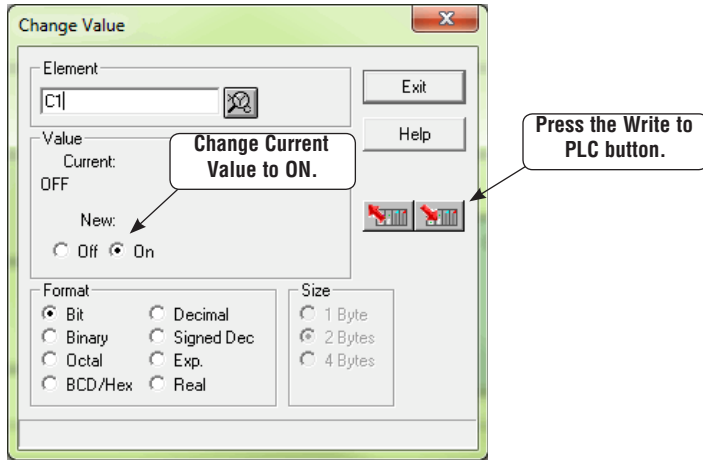 Change Value
Element
C1
Exit
Help
Value
Current:
OFF
Change Current
Value to ON.
Press the Write to
PLC button.
New:
Off On
Format
Bit Decimal
Binary Signed Dec
Octal Exp.
BCD/Hex Real
Size
1 Byte
2 Bytes
4 Bytes